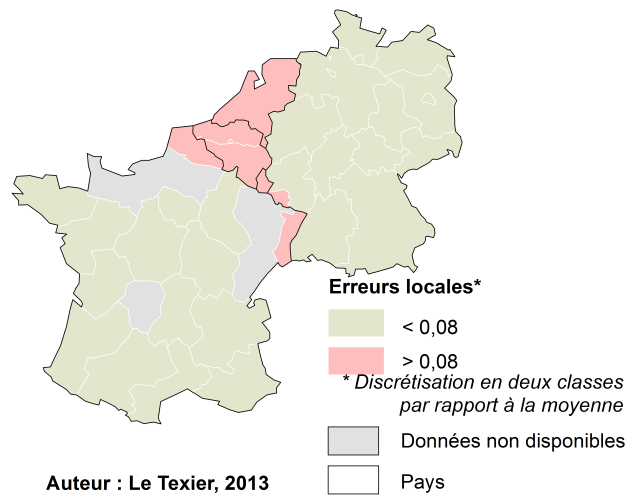 Erreurs locales*
< 0,08
> 0,08
* Discrétisation en deux classes
par rapport à la moyenne
Données non disponibles
Pays
Auteur : Le Texier, 2013